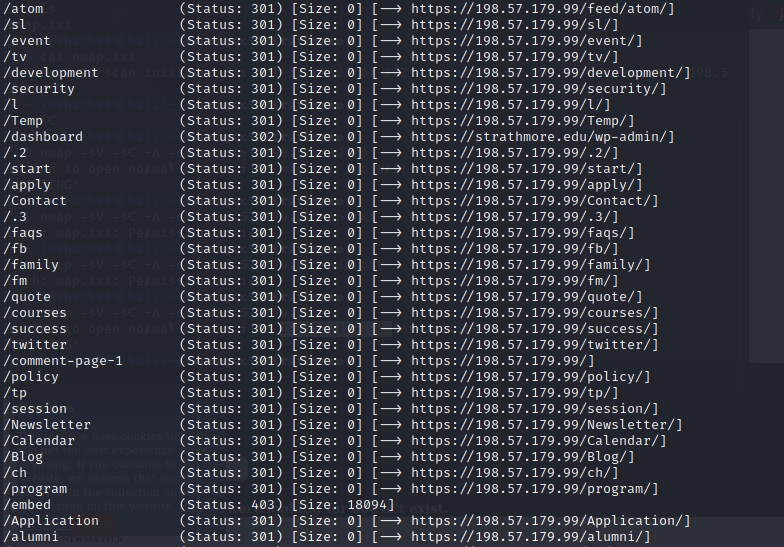 /atom (Status: 301) [Size: 0] [--> https://198.57.179.99/feed/atom/]
/sl (Status: 301) [Size: 0] [--> https://198.57.179.99/sl/]
/event (Status: 301) [Size: 0] [--> https://198.57.179.99/event/]
/tv (Status: 301) [Size: 0] [--> https://198.57.179.99/tv/]
/development (Status: 301) [Size: 0] [--> https://198.57.179.99/development/]
/security (Status: 301) [Size: 0] [--> https://198.57.179.99/security/]
/l (Status: 301) [Size: 0] [--> https://198.57.179.99/l/]
/Temp (Status: 301) [Size: 0] [--> https://198.57.179.99/Temp/]
/dashboard (Status: 302) [Size: 0] [--> https://strathmore.edu/wp-admin/]
/.2 (Status: 301) [Size: 0] [--> https://198.57.179.99/.2/]
/start (Status: 301) [Size: 0] [--> https://198.57.179.99/start/]
/apply (Status: 301) [Size: 0] [--> https://198.57.179.99/apply/]
/Contact (Status: 301) [Size: 0] [--> https://198.57.179.99/Contact/]
/.3 (Status: 301) [Size: 0] [--> https://198.57.179.99/.3/]
/faqs (Status: 301) [Size: 0] [--> https://198.57.179.99/faqs/]
/fb (Status: 301) [Size: 0] [--> https://198.57.179.99/fb/]
/family (Status: 301) [Size: 0] [--> https://198.57.179.99/family/]
/fm (Status: 301) [Size: 0] [--> https://198.57.179.99/fm/]
/quote (Status: 301) [Size: 0] [--> https://198.57.179.99/quote/]
/courses (Status: 301) [Size: 0] [--> https://198.57.179.99/courses/]
/success (Status: 301) [Size: 0] [--> https://198.57.179.99/success/]
/twitter (Status: 301) [Size: 0] [--> https://198.57.179.99/twitter/]
/comment-page-1 (Status: 301) [Size: 0] [--> https://198.57.179.99/]
/policy (Status: 301) [Size: 0] [--> https://198.57.179.99/policy/]
/tp (Status: 301) [Size: 0] [--> https://198.57.179.99/tp/]
/session (Status: 301) [Size: 0] [--> https://198.57.179.99/session/]
/Newsletter (Status: 301) [Size: 0] [--> https://198.57.179.99/Newsletter/]
/Calendar (Status: 301) [Size: 0] [--> https://198.57.179.99/Calendar/]
/Blog (Status: 301) [Size: 0] [--> https://198.57.179.99/Blog/]
/ch (Status: 301) [Size: 0] [--> https://198.57.179.99/ch/]
/program (Status: 301) [Size: 0] [--> https://198.57.179.99/program/]
/embed (Status: 403) [Size: 18094]
/Application (Status: 301) [Size: 0] [--> https://198.57.179.99/Application/]
/alumni (Status: 301) [Size: 0] [--> https://198.57.179.99/alumni/]